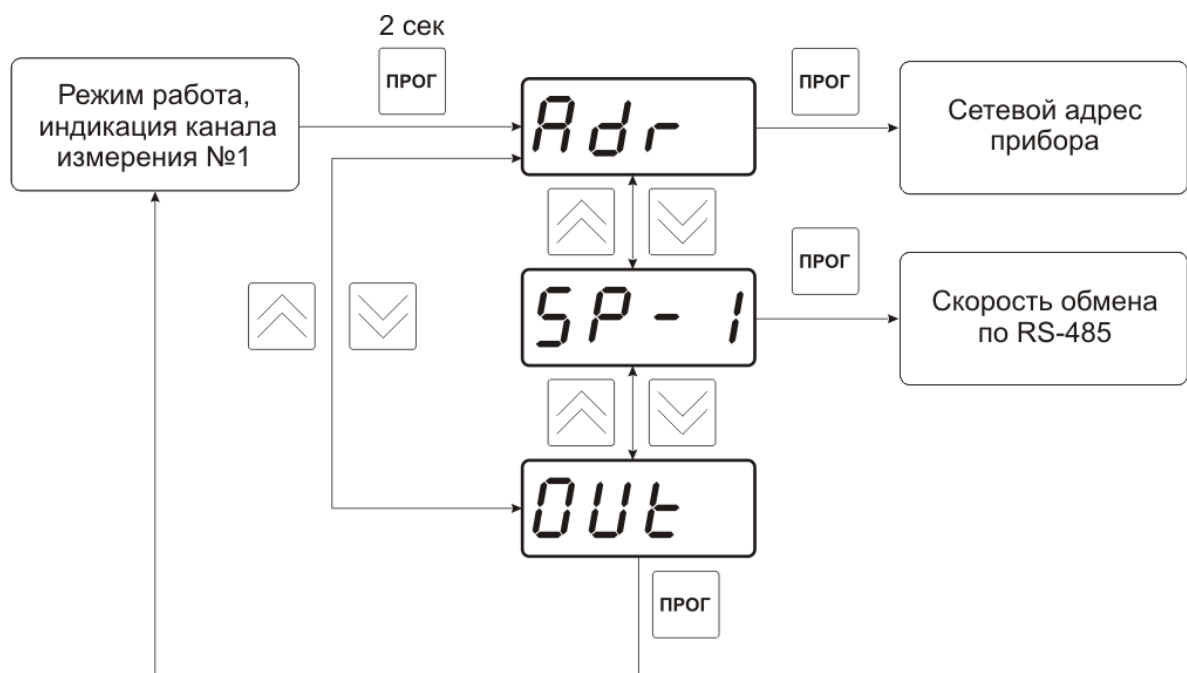 2 сек
ПРОГ
Режим работа,
индикация канала
измерения №1
Adr
ПРОГ
Сетевой адрес
прибора
SP-1
ПРОГ
Скорость обмена
по RS-485
OUt
ПРОГ